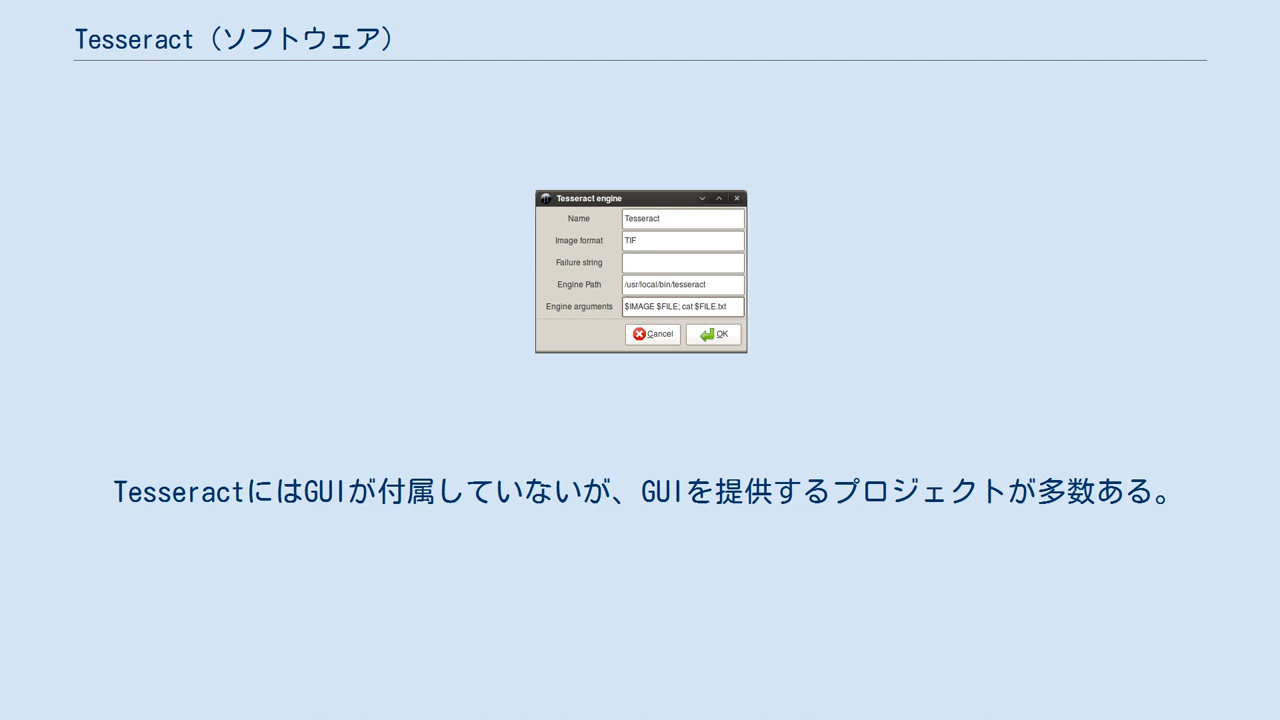 Tesseract（ソフトウェア）
Tesseract engine
Name Tesseract
Image format TIF
Failure string
Engine Path /usr/local/bin/tesseract
Engine arguments $IMAGE $FILE; cat $FILE.txt
Cancel OK
TesseractにはGUIが付属していないが、GUIを提供するプロジェクトが多数ある。